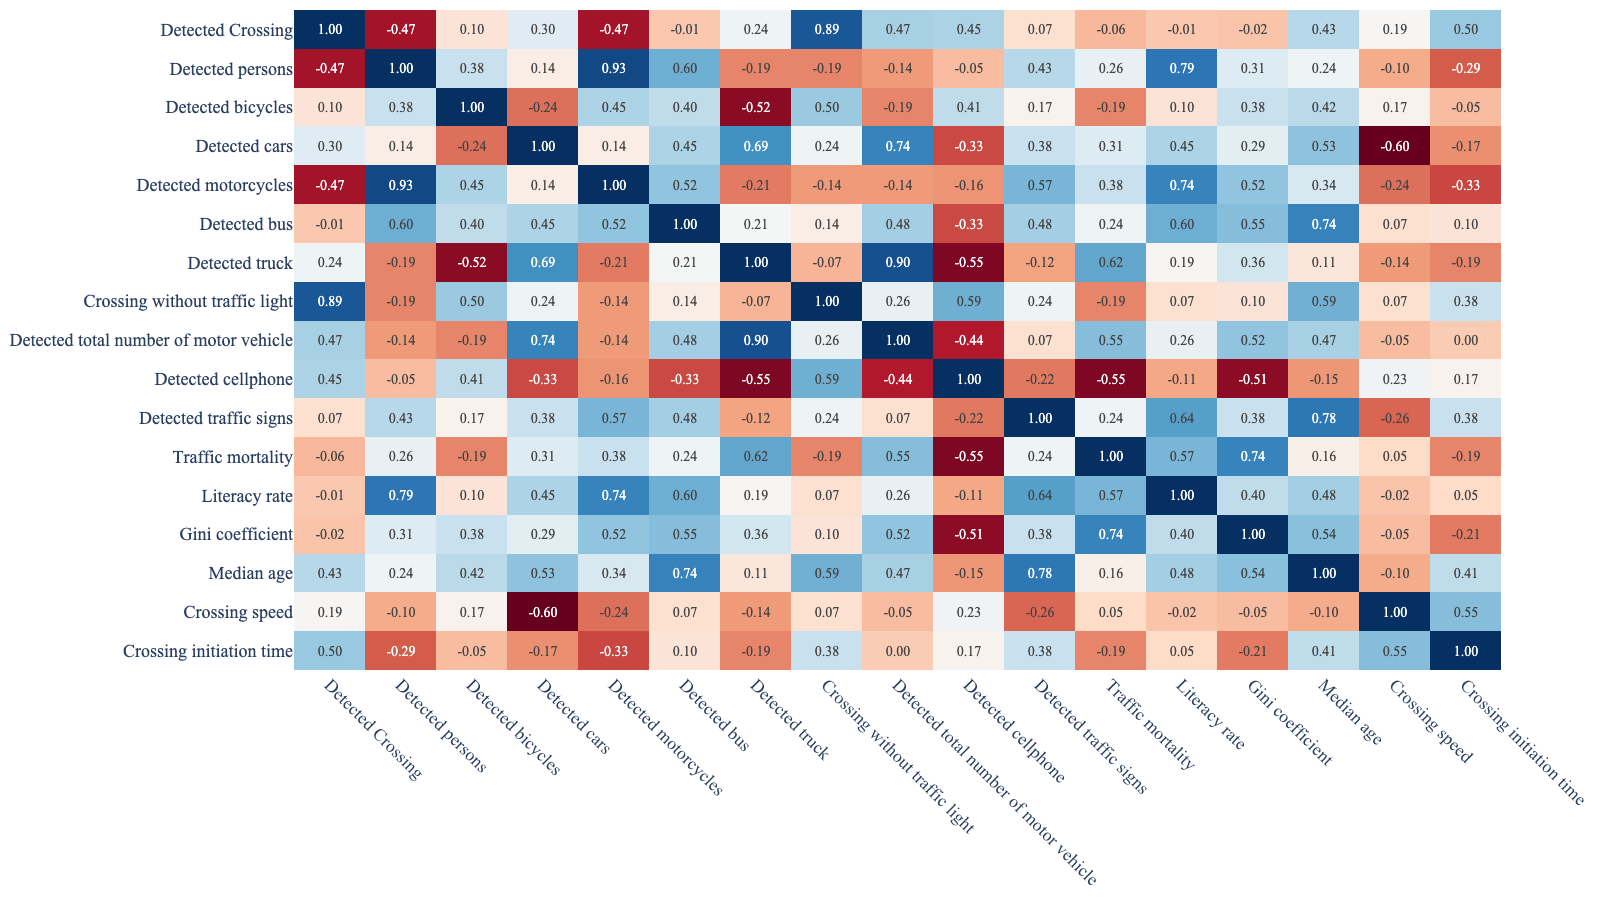 Detected Crossing 1.00 -0.47 0.10 0.30 -0.47 -0.01 0.24 0.89 0.47 0.45 0.07 -0.06 -0.01 -0.02 0.43 0.19 0.50
Detected persons -0.47 1.00 0.38 0.14 0.93 0.60 -0.19 -0.19 -0.14 -0.05 0.43 0.26 0.79 0.31 0.24 -0.10 -0.29
Detected bicycles 0.10 0.38 1.00 -0.24 0.45 0.40 -0.52 0.50 -0.19 0.41 0.17 -0.19 0.10 0.38 0.42 0.17 -0.05
Detected cars 0.30 0.14 -0.24 1.00 0.14 0.45 0.69 0.24 0.74 -0.33 0.38 0.31 0.45 0.29 0.53 -0.60 -0.17
Detected motorcycles -0.47 0.93 0.45 0.14 1.00 0.52 -0.21 -0.14 -0.14 -0.16 0.57 0.38 0.74 0.52 0.34 -0.24 -0.33
Detected bus -0.01 0.60 0.40 0.45 0.52 1.00 0.21 0.14 0.48 -0.33 0.48 0.24 0.60 0.55 0.74 0.07 0.10
Detected truck 0.24 -0.19 -0.52 0.69 -0.21 0.21 1.00 -0.07 0.90 -0.55 -0.12 0.62 0.19 0.36 0.11 -0.14 -0.19
Crossing without traffic light 0.89 -0.19 0.50 0.24 -0.14 0.14 -0.07 1.00 0.26 0.59 0.24 -0.19 0.07 0.10 0.59 0.07 0.38
Detected total number of motor vehicle 0.47 -0.14 -0.19 0.74 -0.14 0.48 0.90 0.26 1.00 -0.44 0.07 0.55 0.26 0.52 0.47 -0.05 0.00
Detected cellphone 0.45 -0.05 0.41 -0.33 -0.16 -0.33 -0.55 0.59 -0.44 1.00 -0.22 -0.55 -0.11 -0.51 -0.15 0.23 0.17
Detected traffic signs 0.07 0.43 0.17 0.38 0.57 0.48 -0.12 0.24 0.07 -0.22 1.00 0.24 0.64 0.38 0.78 -0.26 0.38
Traffic mortality -0.06 0.26 -0.19 0.31 0.38 0.24 0.62 -0.19 0.55 -0.55 0.24 1.00 0.57 0.74 0.16 0.05 -0.19
Literacy rate -0.01 0.79 0.10 0.45 0.74 0.60 0.19 0.07 0.26 -0.11 0.64 0.57 1.00 0.40 0.48 -0.02 0.05
Gini coefficient -0.02 0.31 0.38 0.29 0.52 0.55 0.36 0.10 0.52 -0.51 0.38 0.74 0.40 1.00 0.54 -0.05 -0.21
Median age 0.43 0.24 0.42 0.53 0.34 0.74 0.11 0.59 0.47 -0.15 0.78 0.16 0.48 0.54 1.00 -0.10 0.41
Crossing speed 0.19 -0.10 0.17 -0.60 -0.24 0.07 -0.14 0.07 -0.05 0.23 -0.26 0.05 -0.02 -0.05 -0.10 1.00 0.55
Crossing initiation time 0.50 -0.29 -0.05 -0.17 -0.33 0.10 -0.19 0.38 0.00 0.17 0.38 -0.19 0.05 -0.21 0.41 0.55 1.00
Detected Crossing
Detected persons
Detected bicycles
Detected cars
Detected motorcycles
Detected bus
Detected truck
Crossing without traffic light
Detected total number of motor vehicle
Detected cellphone
Detected traffic signs
Traffic mortality
Literacy rate
Gini coefficient
Median age
Crossing speed
Crossing initiation time